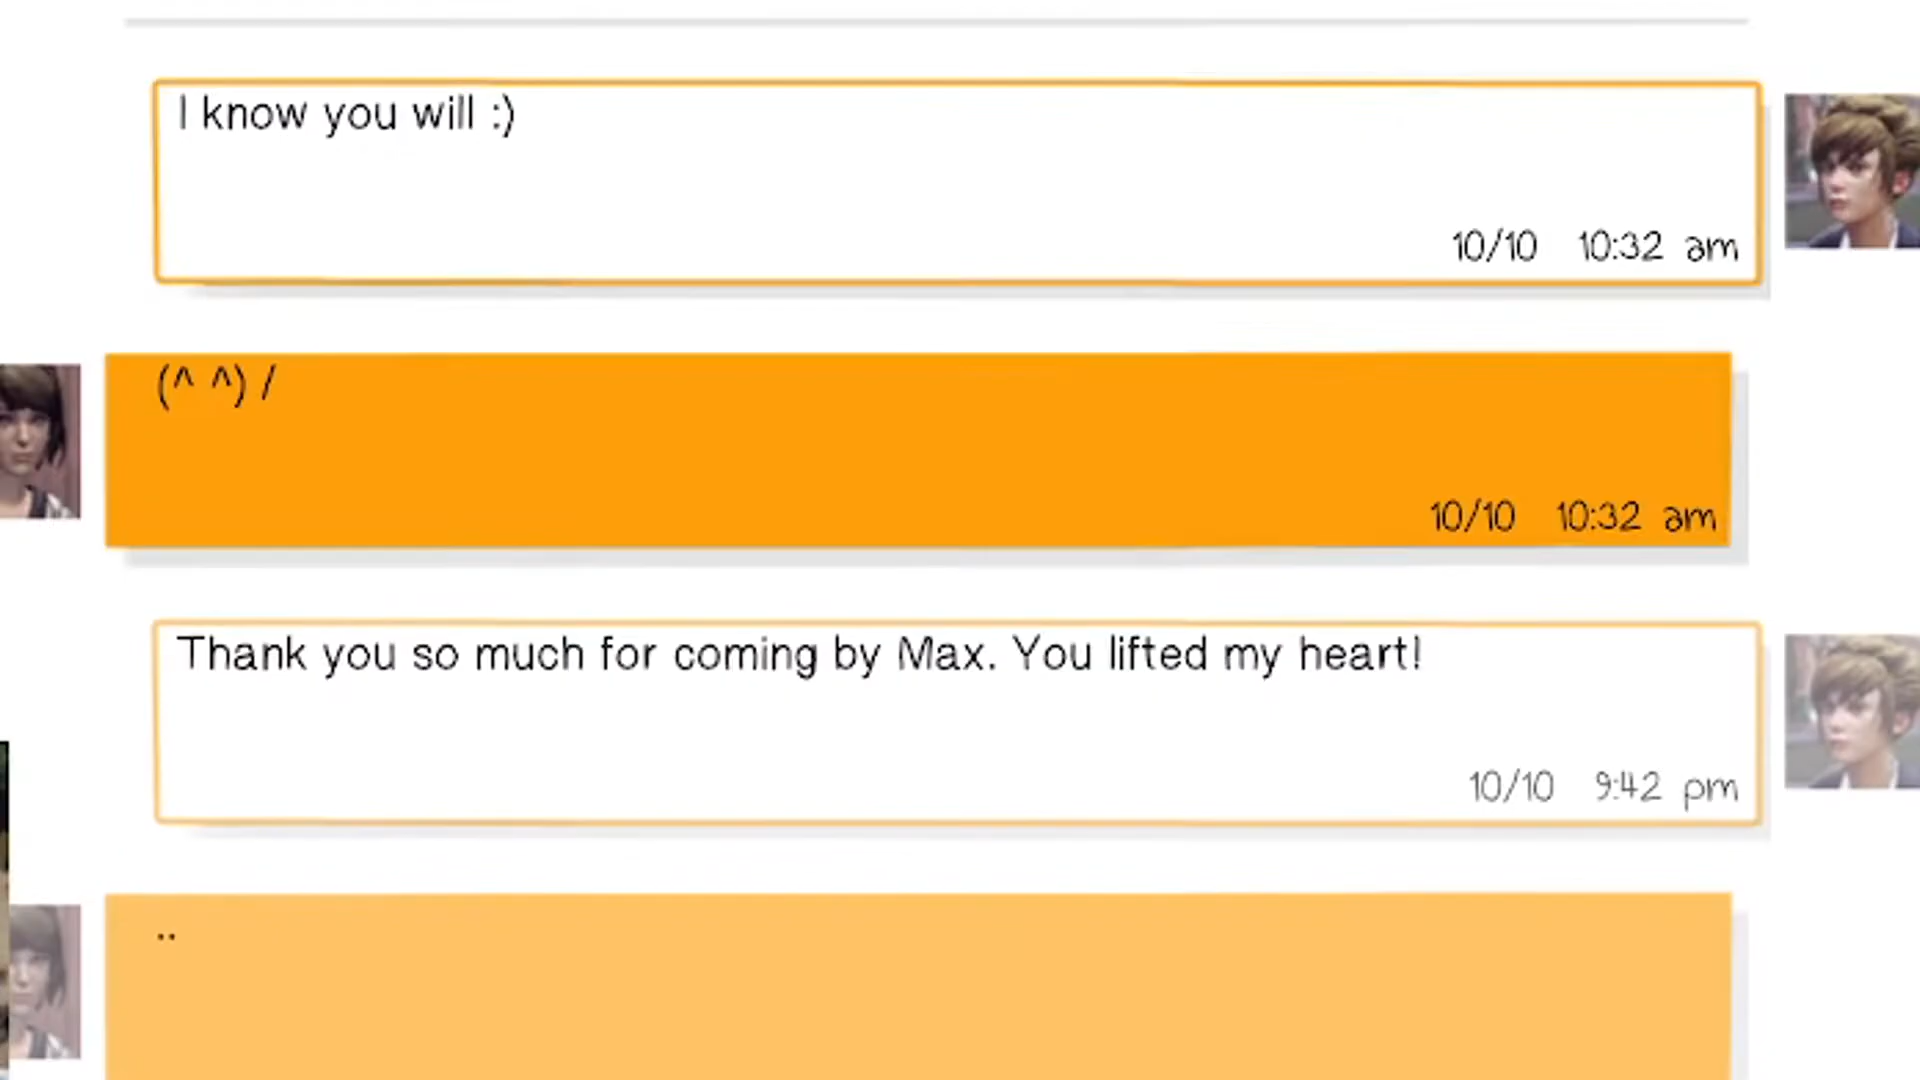 I know you will :)
10/10 10:32 am
(^ ^) /
10/10 10:32 am
Thank you so much for coming by Max. You lifted my heart!
10/10 9:42 pm
..